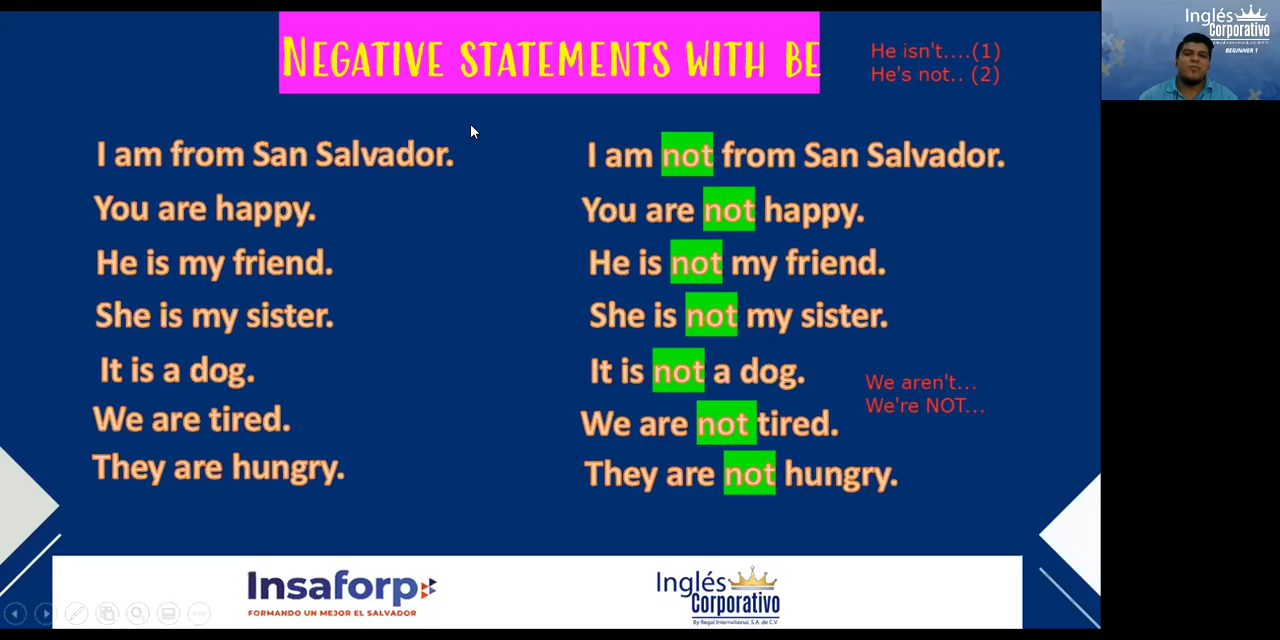 NEGATIVE STATEMENTS WITH BE
He isn't....(1)
He's not.. (2)
I am from San Salvador.
You are happy.
He is my friend.
She is my sister.
It is a dog.
We are tired.
They are hungry.
I am not from San Salvador.
You are not happy.
He is not my friend.
She is not my sister.
It is not a dog.
We are not tired.
They are not hungry.
We aren't...
We're NOT...
Insaforp
FORMANDO UN MEJOR EL SALVADOR
Inglés
Corporativo
By Regal International, S.A. de C.V.
Inglés
Corporativo
BEGINNER 1